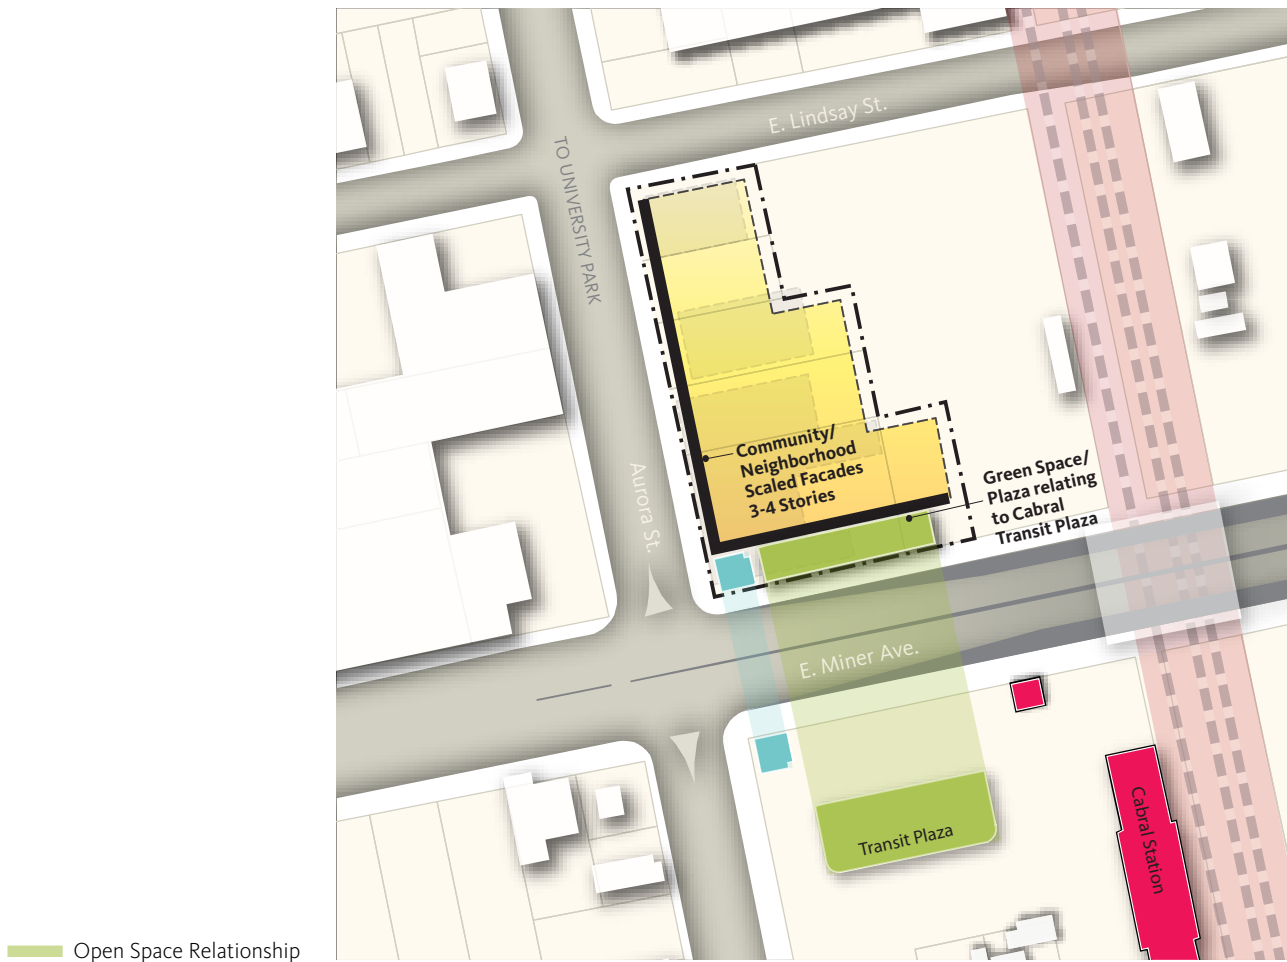 E. Lindsay St.
TO UNIVERSITY PARK
Aurora St.
Community/
Neighborhood
Scaled Facades
3-4 Stories
Green Space/
Plaza relating
to Cabral
Transit Plaza
E. Miner Ave.
Transit Plaza
Cabral Station
Open Space Relationship